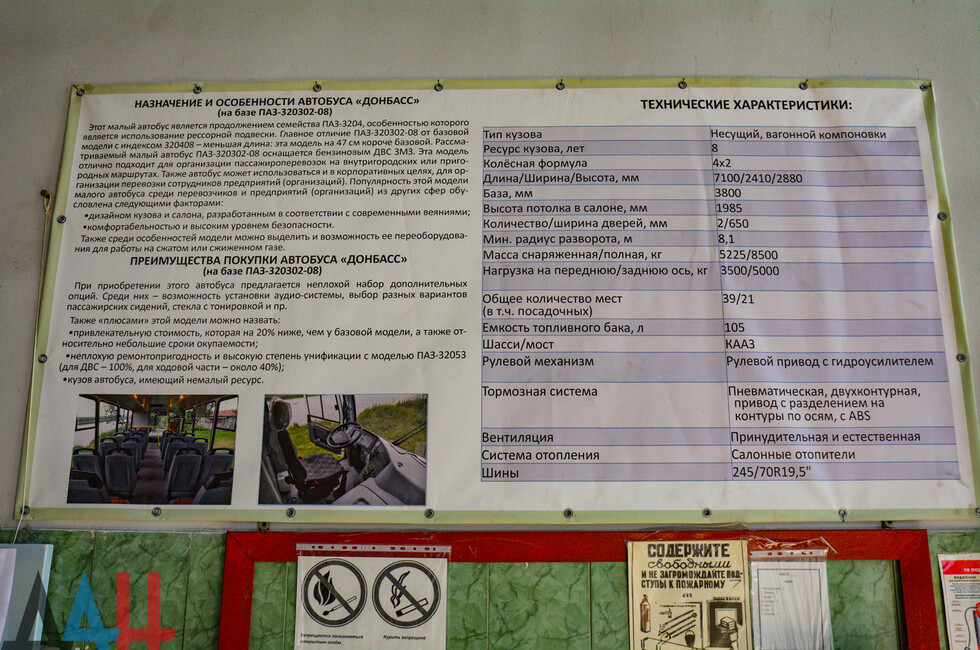 НАЗНАЧЕНИЕ И ОСОБЕННОСТИ АВТОБУСА «ДОНБАСС»
(на базе ПАЗ-320302-08)
Этот малый автобус является продолжением семейства ПАЗ-3204, особенностью которого
является использование рессорной подвески. Главное отличие ПАЗ-320302-08 от базовой
модели с индексом 320408 – меньшая длина: эта модель на 47 см короче базовой. Рассма-
триваемый малый автобус ПАЗ-320302-08 оснащается бензиновым ДВС ЗМЗ. Эта модель
отлично подходит для организации пассажироперевозок на внутригородских или приго-
родных маршрутах. Также автобус может использоваться и в корпоративных целях, для ор-
ганизации перевозки сотрудников предприятий (организаций). Популярность этой модели
малого автобуса среди перевозчиков и предприятий (организаций) из других сфер обу-
словлена следующими факторами:
•дизайном кузова и салона, разработанным в соответствии с современными веяниями;
•комфортабельностью и высоким уровнем безопасности.
Также среди особенностей модели можно выделить и возможность ее переоборудова-
ния для работы на сжатом или сжиженном газе.
ПРЕИМУЩЕСТВА ПОКУПКИ АВТОБУСА «ДОНБАСС»
(на базе ПАЗ-320302-08)
При приобретении этого автобуса предлагается неплохой набор дополнительных
опций. Среди них – возможность установки аудио-системы, выбор разных вариантов
пассажирских сидений, стекла с тонировкой и пр.
Также «плюсами» этой модели можно назвать:
•привлекательную стоимость, которая на 20% ниже, чем у базовой модели, а также от-
носительно небольшие сроки окупаемости;
•неплохую ремонтопригодность и высокую степень унификации с моделью ПАЗ-32053
(для ДВС – 100%, для ходовой части – около 40%);
•кузов автобуса, имеющий немалый ресурс.
ТЕХНИЧЕСКИЕ ХАРАКТЕРИСТИКИ:
Тип кузова Несущий, вагонной компоновки
Ресурс кузова, лет 8
Колёсная формула 4х2
Длина/Ширина/Высота, мм 7100/2410/2880
База, мм 3800
Высота потолка в салоне, мм 1985
Количество/ширина дверей, мм 2/650
Мин. радиус разворота, м 8,1
Масса снаряженная/полная, кг 5225/8500
Нагрузка на переднюю/заднюю ось, кг 3500/5000
Общее количество мест 39/21
(в т.ч. посадочных)
Емкость топливного бака, л 105
Шасси/мост КААЗ
Рулевой механизм Рулевой привод с гидроусилителем
Тормозная система Пневматическая, двухконтурная,
привод с разделением на
контуры по осям, с ABS
Вентиляция Принудительная и естественная
Система отопления Салонные отопители
Шины 245/70R19,5"
Запрещается пользоваться
открытым огнём
Курить запрещено
СОДЕРЖИТЕ
свободными
И НЕ ЗАГРОМОЖДАЙТЕ ПОД-
СТУПЫ К ПОЖАРНОМУ
ДАН